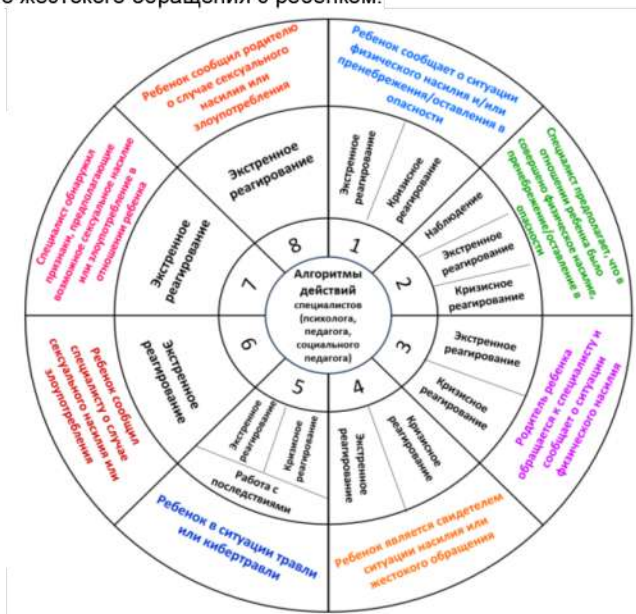 о жестокого обращения с ребенком.
Ребенок сообщил родителю
о случае сексуального
насилия или
злоупотребления
Ребенок сообщает о ситуации
физического насилия и/или
пренебрежения/оставления в
опасности
Специалист предполагает, что в
отношении ребенка было
совершено физическое насилие,
пренебрежение/оставление в
опасности
Родитель ребенка
обращается к специалисту и
сообщает о ситуации
физического насилия
Ребенок является свидетелем
ситуации насилия или
жестокого обращения
Ребенок в ситуации травли
или кибертравли
Ребенок сообщил
специалисту о случае
сексуального насилия или
злоупотребления
Специалист обнаружил
признаки, предполагающие
возможное сексуальное насилие
или злоупотребление в
отношении ребенка
Экстренное
реагирование
8
Экстренное
реагирование
Кризисное
реагирование
1
Наблюдение
Экстренное
реагирование
Кризисное
реагирование
2
Экстренное
реагирование
Кризисное
реагирование
3
Кризисное
реагирование
Экстренное
реагирование
4
Экстренное
реагирование
Кризисное
реагирование
Работа с
последствиями
5
Экстренное
реагирование
6
Экстренное
реагирование
7
Алгоритмы
действий
специалистов
(психолога,
педагога,
социального
педагога)